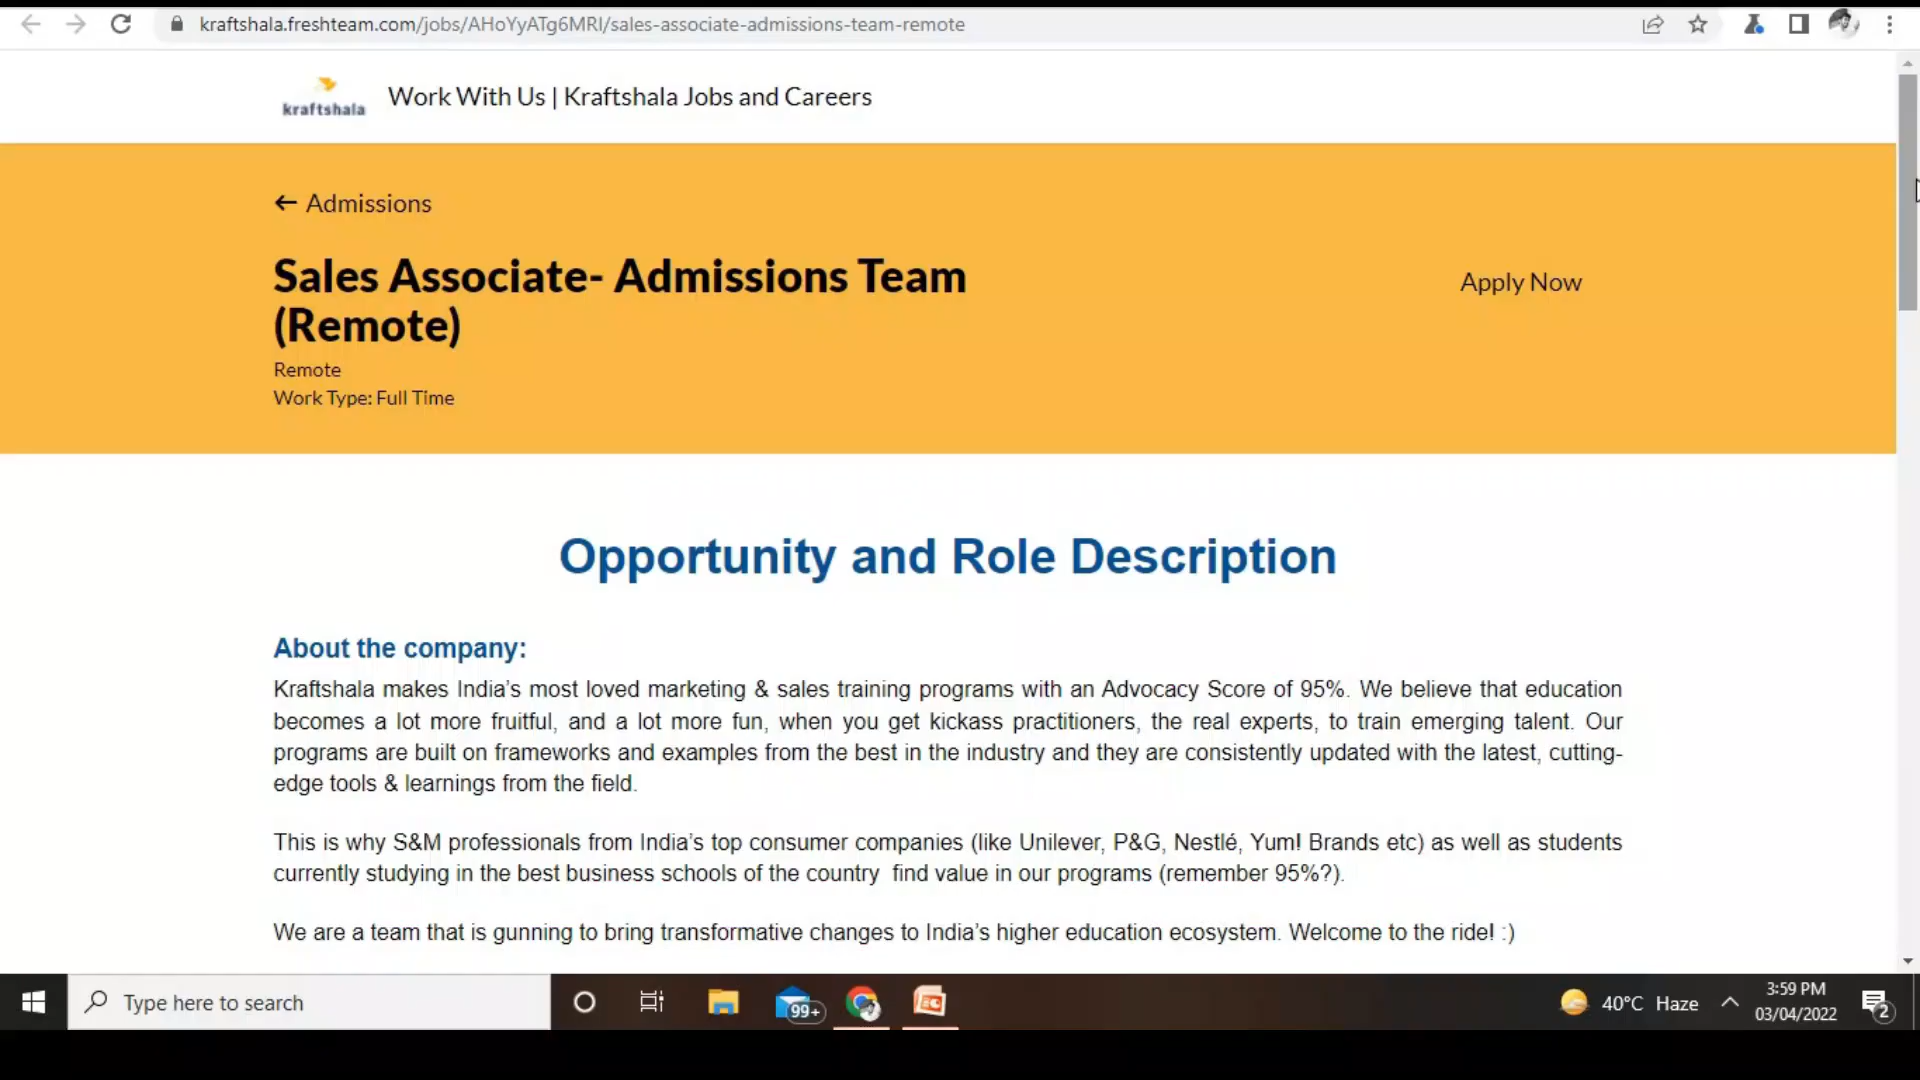 kraftshala.freshteam.com/jobs/AHoYyATg6MRI/sales-associate-admissions-team-remote
kraftshala
Work With Us | Kraftshala Jobs and Careers
← Admissions
Sales Associate- Admissions Team
(Remote)
Apply Now
Remote
Work Type: Full Time
Opportunity and Role Description
About the company:
Kraftshala makes India’s most loved marketing & sales training programs with an Advocacy Score of 95%. We believe that education
becomes a lot more fruitful, and a lot more fun, when you get kickass practitioners, the real experts, to train emerging talent. Our
programs are built on frameworks and examples from the best in the industry and they are consistently updated with the latest, cutting-
edge tools & learnings from the field.
This is why S&M professionals from India’s top consumer companies (like Unilever, P&G, Nestlé, Yum! Brands etc) as well as students
currently studying in the best business schools of the country  find value in our programs (remember 95%?).
We are a team that is gunning to bring transformative changes to India’s higher education ecosystem. Welcome to the ride! :)
Type here to search
99+
40°C Haze
3:59 PM
03/04/2022
2